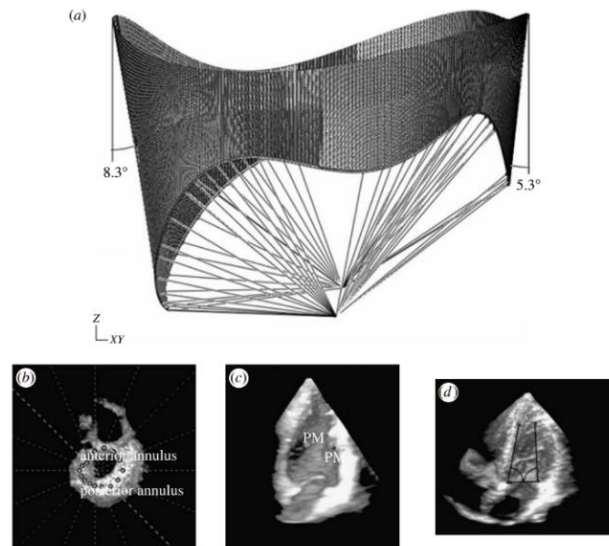 (a)
8.3°
5.3°
Z
XY
(b)
anterior annulus
posterior annulus
(c)
PM
PM
(d)